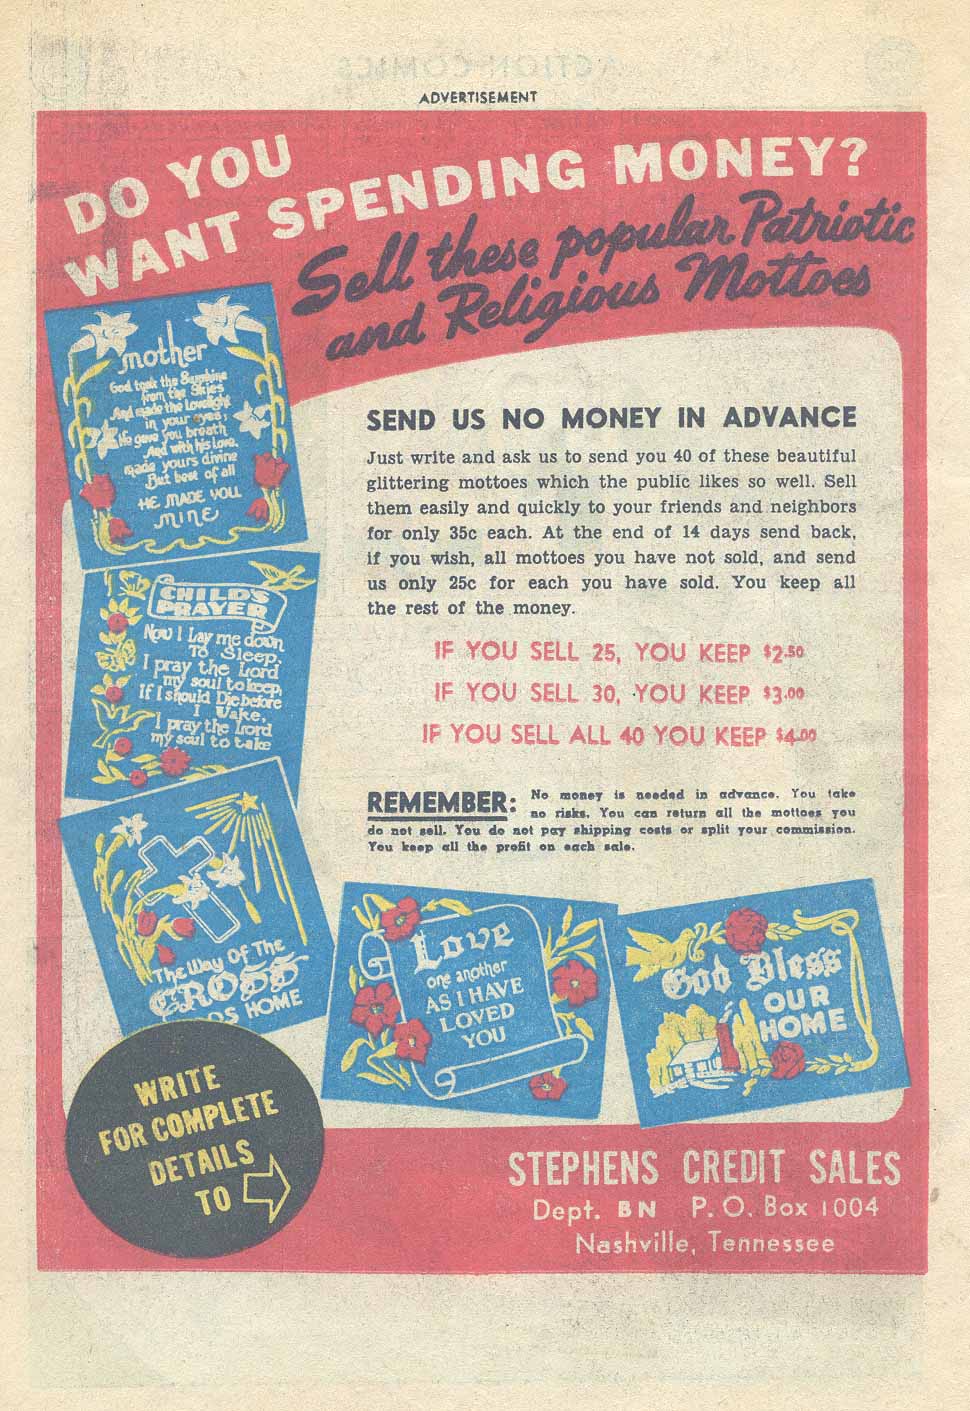 ADVERTISEMENT
DO YOU
WANT SPENDING MONEY?
Sell these popular Patriotic
and Religious Mottoes
mother
God took the Sunshine
from the Skies
And made the Lovelight
in your eyes,
He gave you breath
And with his Love,
made yours divine
But best of all
HE MADE YOU
MINE
CHILD'S
PRAYER
Now I Lay me down
To Sleep,
I pray the Lord
my soul to keep,
If I should Die before
I Wake,
I pray the Lord
my soul to take
The Way Of The
CROSS
HOME
SEND US NO MONEY IN ADVANCE
Just write and ask us to send you 40 of these beautiful
glittering mottoes which the public likes so well. Sell
them easily and quickly to your friends and neighbors
for only 35c each. At the end of 14 days send back,
if you wish, all mottoes you have not sold, and send
us only 25c for each you have sold. You keep all
the rest of the money.
IF YOU SELL 25, YOU KEEP $2.50
IF YOU SELL 30, YOU KEEP $3.00
IF YOU SELL ALL 40 YOU KEEP $4.00
REMEMBER: No money is needed in advance. You take
no risks. You can return all the mottoes you
do not sell. You do not pay shipping costs or split your commission.
You keep all the profit on each sale.
Love
one another
AS I HAVE
LOVED
YOU
God Bless
OUR
HOME
WRITE
FOR COMPLETE
DETAILS
TO
STEPHENS CREDIT SALES
Dept. BN P. O. Box 1004
Nashville, Tennessee